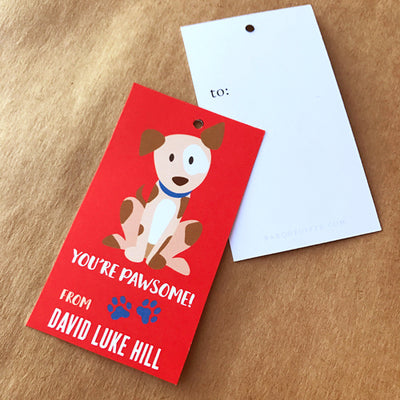 YOU'RE PAWSOME!
FROM
DAVID LUKE HILL
to: